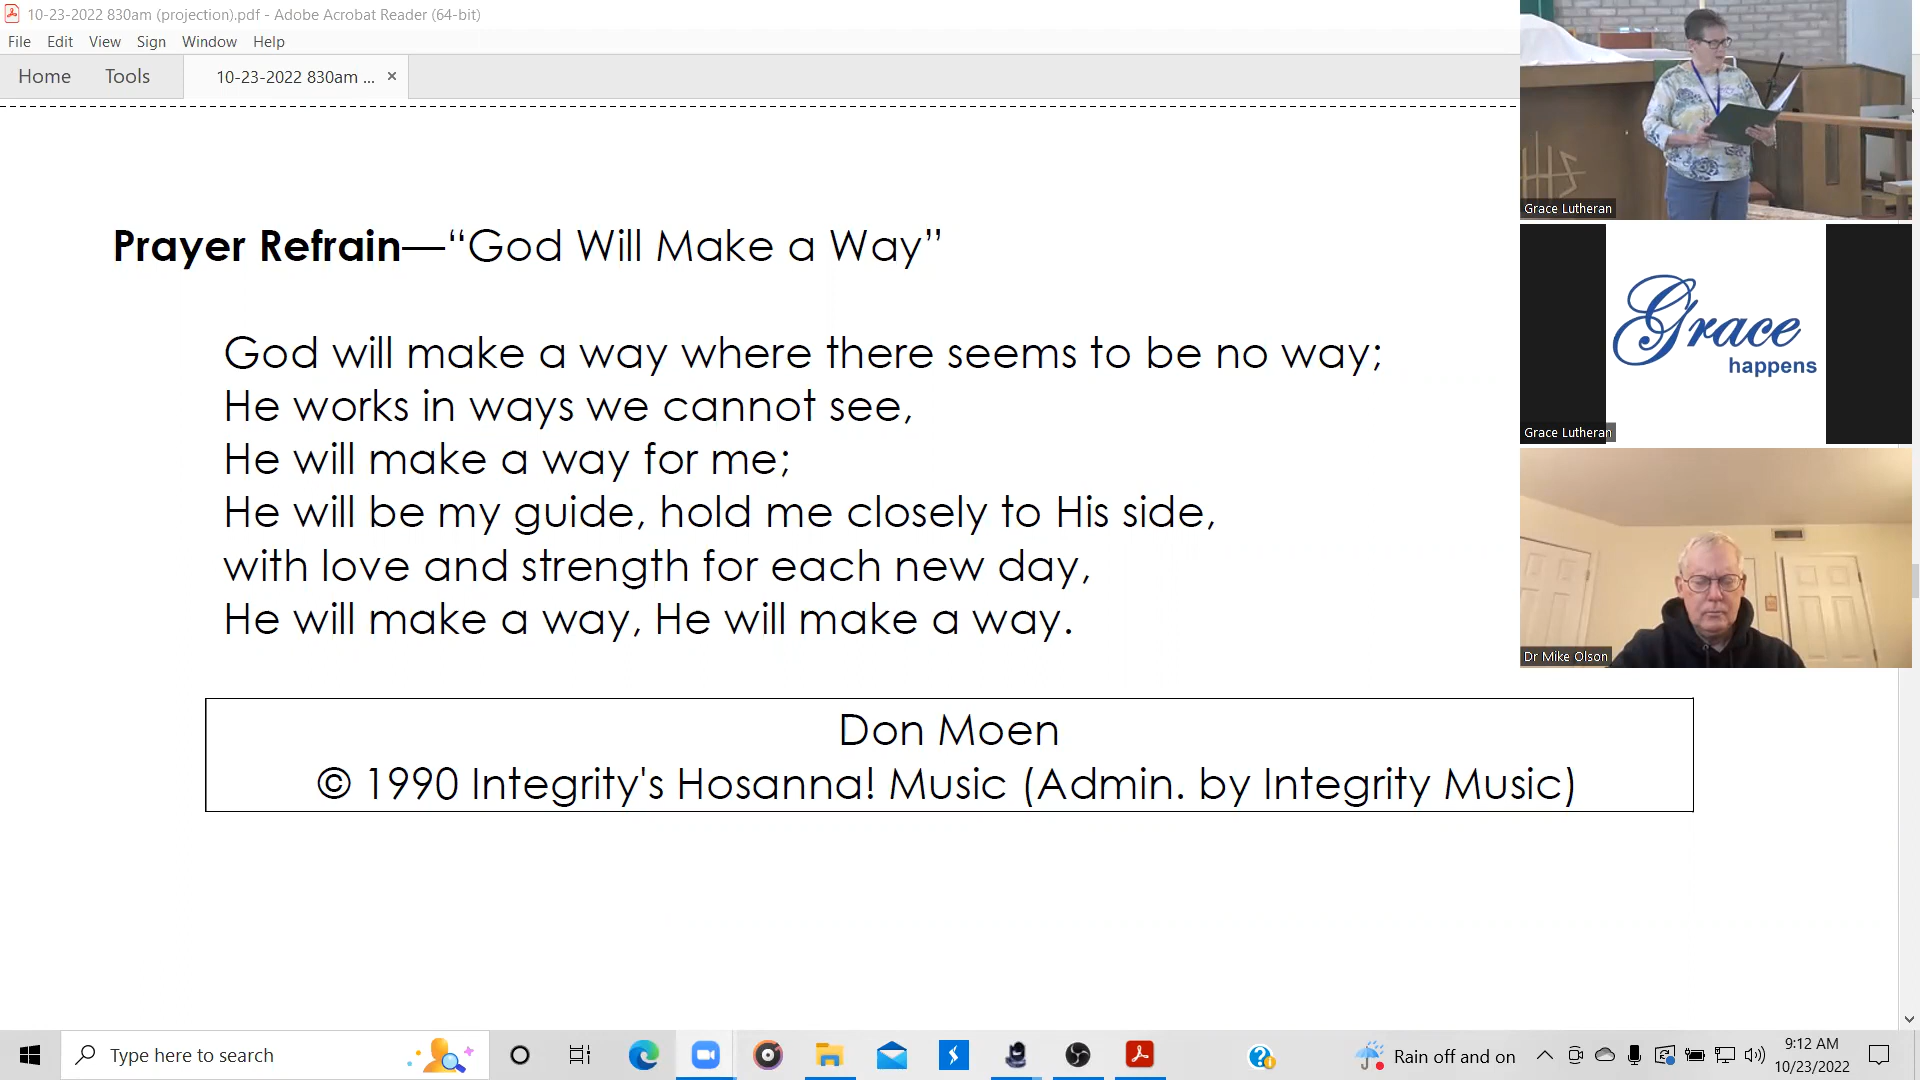 10-23-2022 830am (projection).pdf - Adobe Acrobat Reader (64-bit)
File Edit View Sign Window Help
Home Tools 10-23-2022 830am ... ×
Grace Lutheran
Prayer Refrain—“God Will Make a Way”
God will make a way where there seems to be no way;
He works in ways we cannot see,
He will make a way for me;
He will be my guide, hold me closely to His side,
with love and strength for each new day,
He will make a way, He will make a way.
Grace
happens
Grace Lutheran
Dr Mike Olson
Don Moen
© 1990 Integrity's Hosanna! Music (Admin. by Integrity Music)
Type here to search
Rain off and on
9:12 AM
10/23/2022